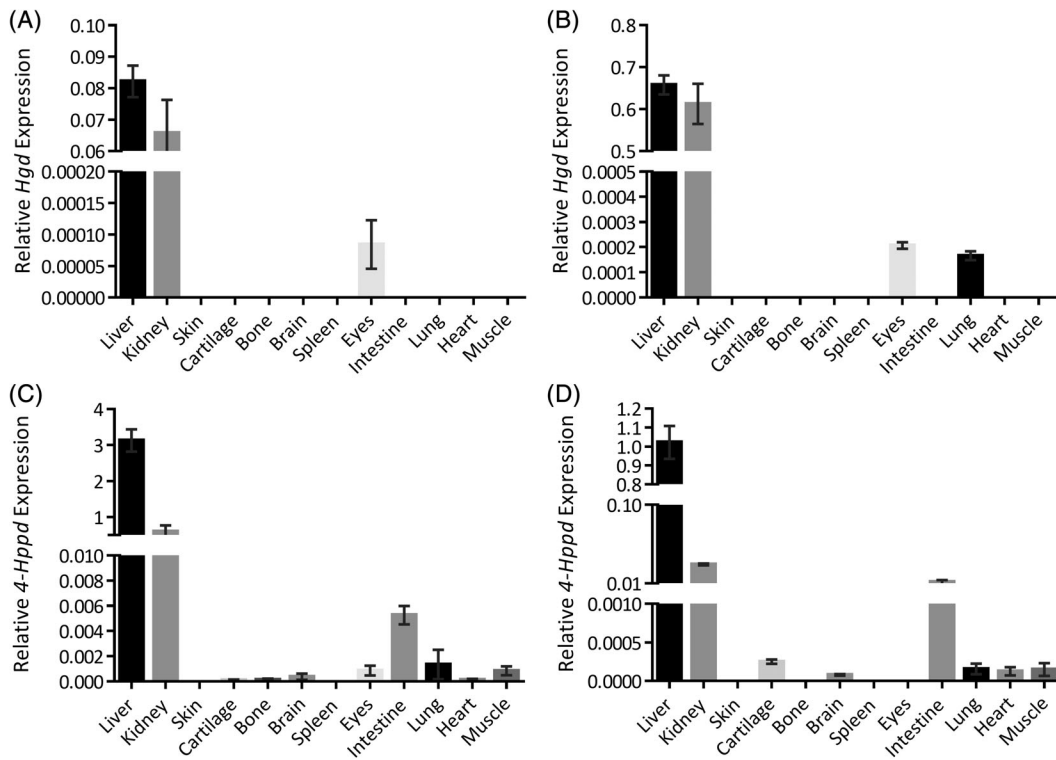 (A)
Relative Hgd Expression
0.10
0.09
0.08
0.07
0.06
0.00020
0.00015
0.00010
0.00005
0.00000
Liver
Kidney
Skin
Cartilage
Bone
Brain
Spleen
Eyes
Intestine
Lung
Heart
Muscle
(B)
Relative Hgd Expression
0.8
0.7
0.6
0.5
0.0005
0.0004
0.0003
0.0002
0.0001
0.0000
Liver
Kidney
Skin
Cartilage
Bone
Brain
Spleen
Eyes
Intestine
Lung
Heart
Muscle
(C)
Relative 4-Hppd Expression
4
3
2
1
0.010
0.008
0.006
0.004
0.002
0.000
Liver
Kidney
Skin
Cartilage
Bone
Brain
Spleen
Eyes
Intestine
Lung
Heart
Muscle
(D)
Relative 4-Hppd Expression
1.2
1.1
1.0
0.9
0.8
0.10
0.01
0.0010
0.0005
0.0000
Liver
Kidney
Skin
Cartilage
Bone
Brain
Spleen
Eyes
Intestine
Lung
Heart
Muscle